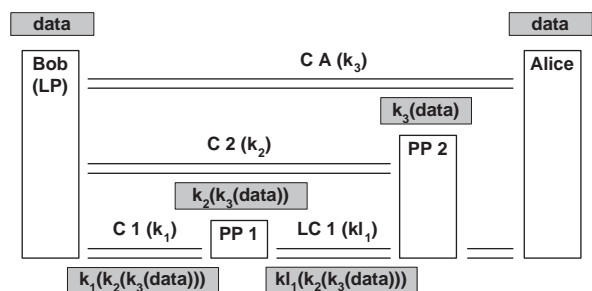 data
data
Bob
(LP)
C A (k₃)
Alice
k₃(data)
C 2 (k₂)
PP 2
k₂(k₃(data))
C 1 (k₁)
PP 1
LC 1 (kl₁)
k₁(k₂(k₃(data)))
kl₁(k₂(k₃(data)))